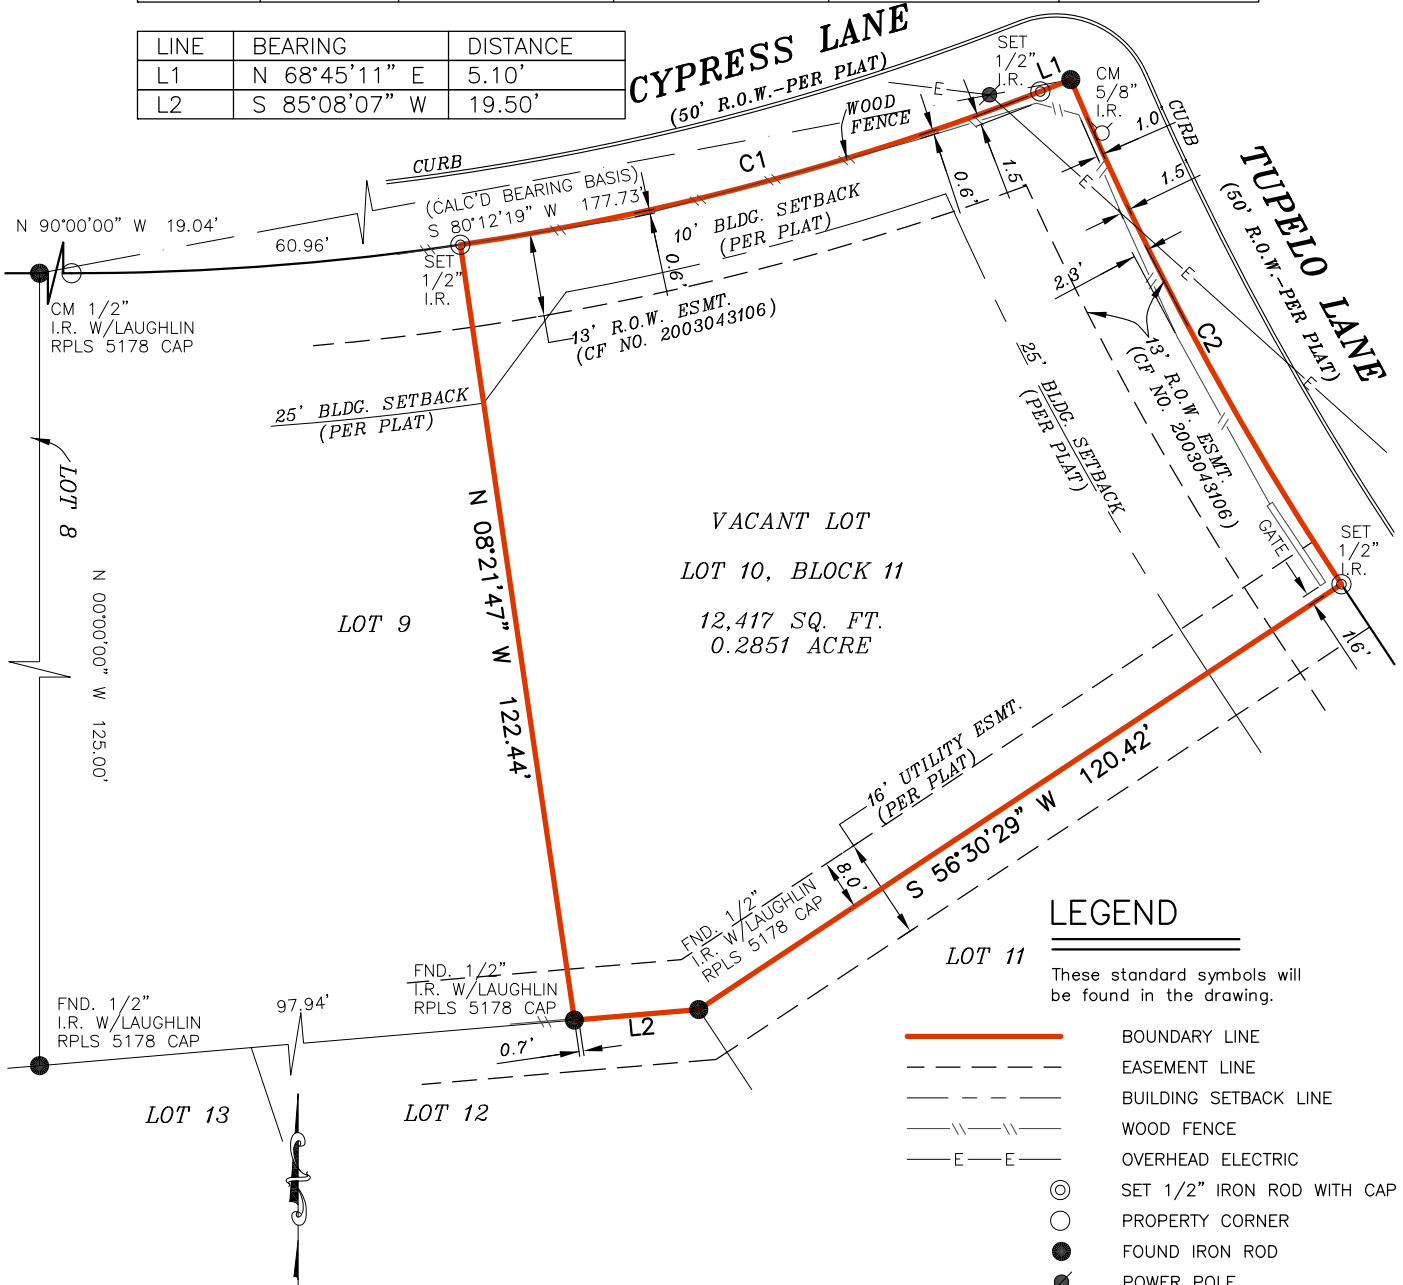 LINE BEARING DISTANCE
L1 N 68°45'11" E 5.10'
L2 S 85°08'07" W 19.50'
CYPRESS LANE
(50' R.O.W.-PER PLAT)
CURB
WOOD
FENCE
E
SET
1/2"
I.R.
L1
CM
5/8"
I.R.
CURB
1.0'
1.5'
TUPELO LANE
(50' R.O.W.-PER PLAT)
C1
(CALC'D BEARING BASIS)
S 80°12'19" W 177.73'
N 90°00'00" W 19.04'
60.96'
SET
1/2"
I.R.
10' BLDG. SETBACK
(PER PLAT)
0.6'
0.6'
1.5'
E
E
E
2.3'
C2
CM 1/2"
I.R. W/LAUGHLIN
RPLS 5178 CAP
13' R.O.W. ESMT.
(CF NO. 2003043106)
13' R.O.W. ESMT.
(CF NO. 2003043106)
25' BLDG. SETBACK
(PER PLAT)
25' BLDG. SETBACK
(PER PLAT)
LOT 8
N 00°00'00" W 125.00'
N 08°21'47" W 122.44'
VACANT LOT
LOT 10, BLOCK 11
12,417 SQ. FT.
0.2851 ACRE
LOT 9
GATE
SET
1/2"
I.R.
1.6'
16' UTILITY ESMT.
(PER PLAT)
S 56°30'29" W 120.42'
8.0'
FND. 1/2"
I.R. W/LAUGHLIN
RPLS 5178 CAP
FND. 1/2"
I.R. W/LAUGHLIN
RPLS 5178 CAP
FND. 1/2"
I.R. W/LAUGHLIN
RPLS 5178 CAP
97.94'
L2
0.7'
LOT 13
LOT 12
LOT 11
LEGEND
These standard symbols will
be found in the drawing.
BOUNDARY LINE
EASEMENT LINE
BUILDING SETBACK LINE
WOOD FENCE
E E OVERHEAD ELECTRIC
SET 1/2" IRON ROD WITH CAP
PROPERTY CORNER
FOUND IRON ROD
POWER POLE